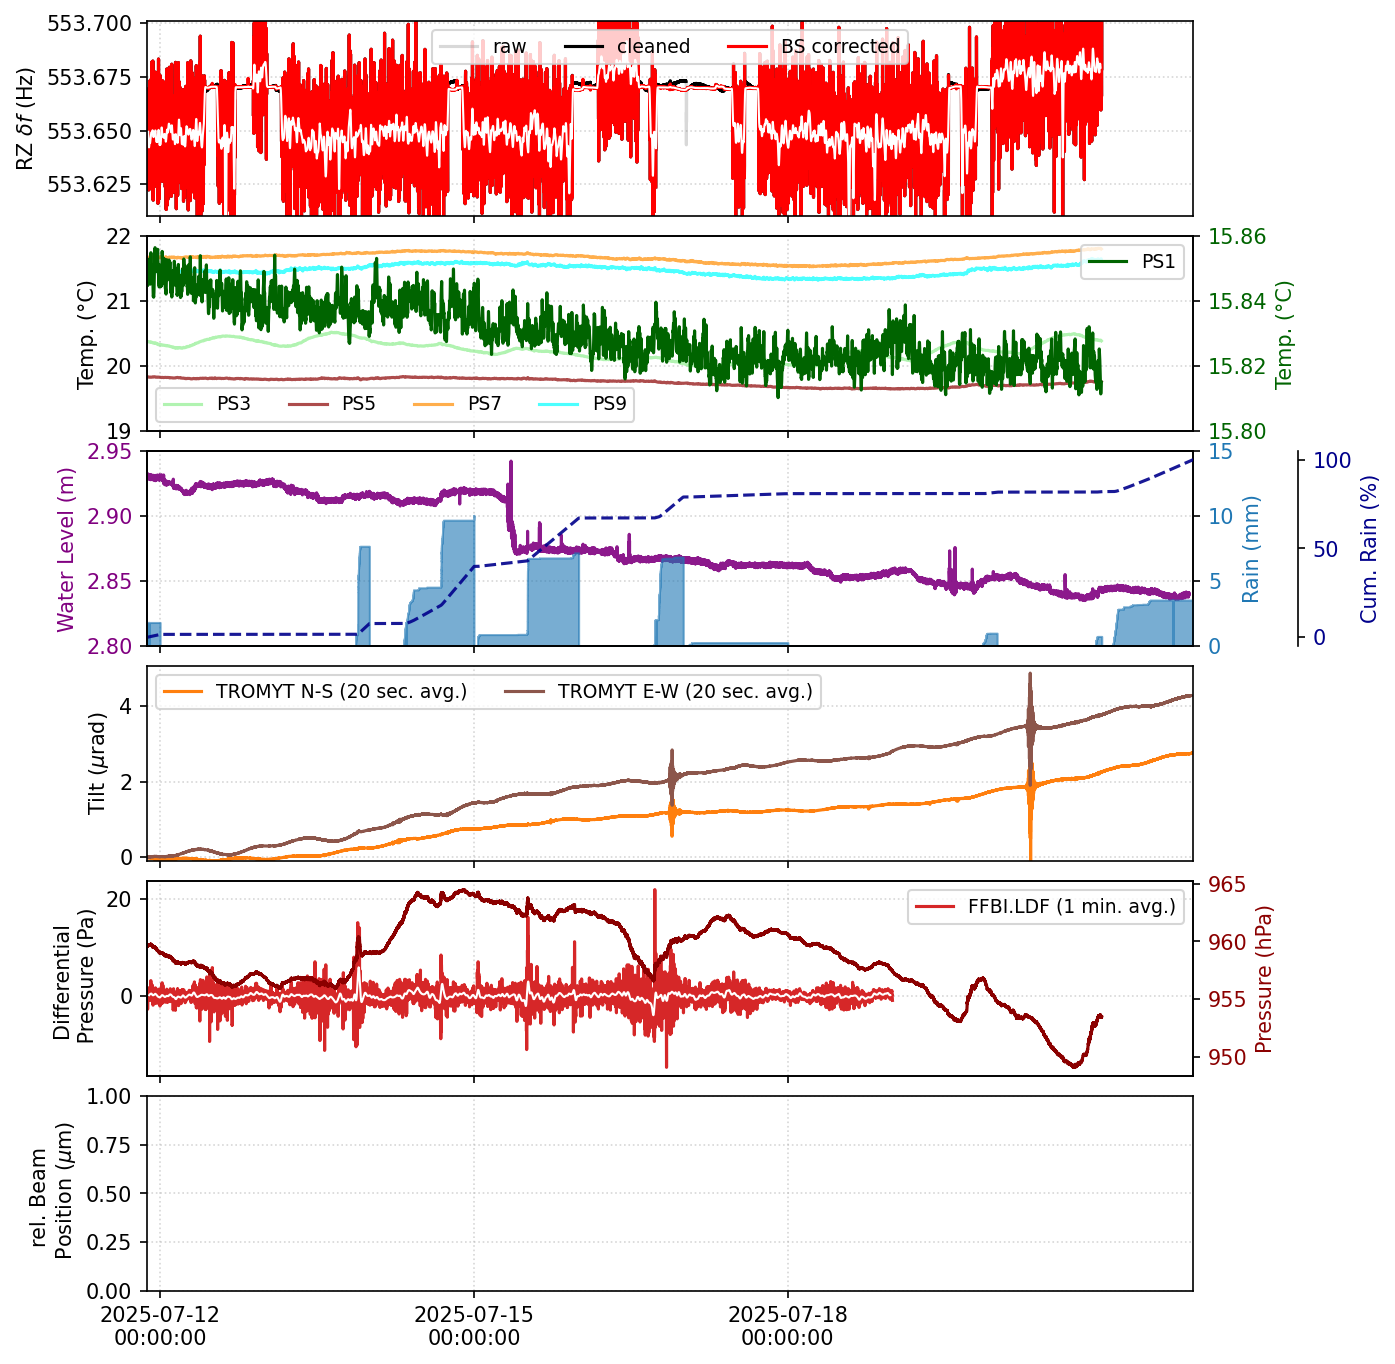 553.700
553.675
553.650
553.625
RZ δf (Hz)
raw
cleaned
BS corrected
22
21
20
19
Temp. (°C)
PS3
PS5
PS7
PS9
PS1
15.86
15.84
15.82
15.80
Temp. (°C)
2.95
2.90
2.85
2.80
Water Level (m)
15
10
5
0
Rain (mm)
100
50
0
Cum. Rain (%)
4
2
0
Tilt (μrad)
TROMYT N-S (20 sec. avg.)
TROMYT E-W (20 sec. avg.)
20
0
Differential
Pressure (Pa)
FFBI.LDF (1 min. avg.)
965
960
955
950
Pressure (hPa)
1.00
0.75
0.50
0.25
0.00
rel. Beam
Position (μm)
2025-07-12
00:00:00
2025-07-15
00:00:00
2025-07-18
00:00:00